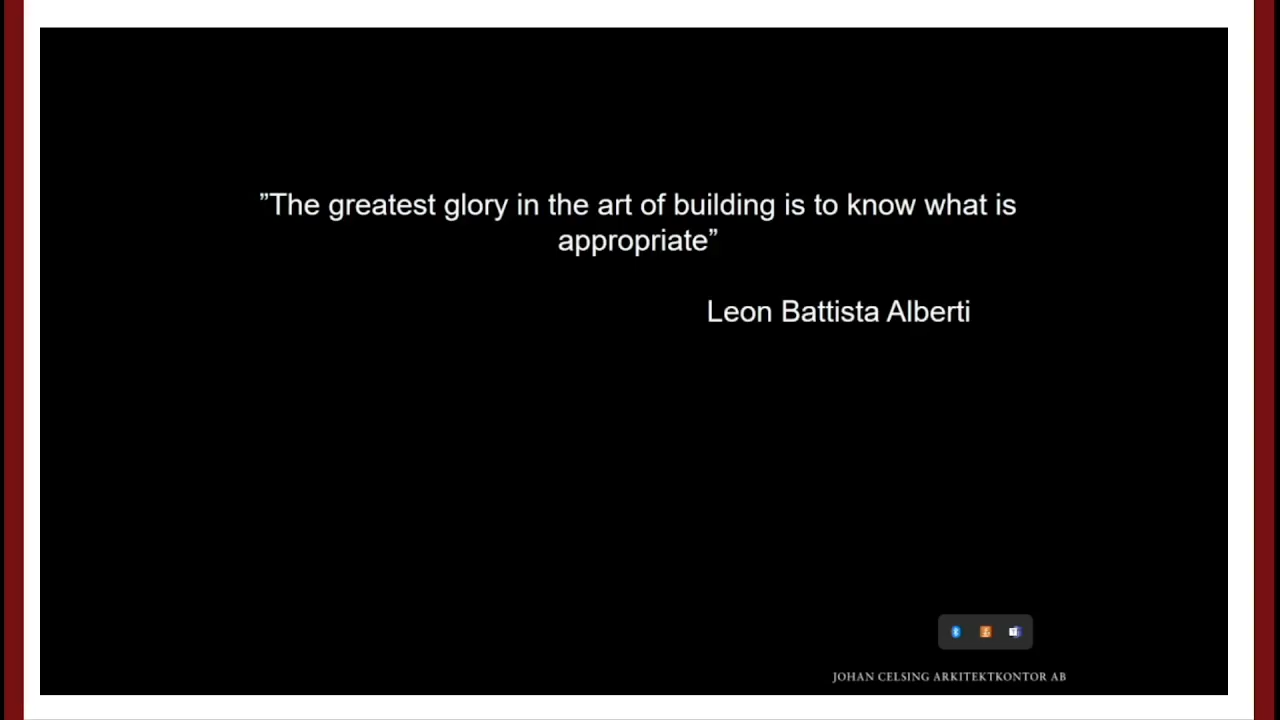 ”The greatest glory in the art of building is to know what is
appropriate”
Leon Battista Alberti
JOHAN CELSING ARKITEKTKONTOR AB